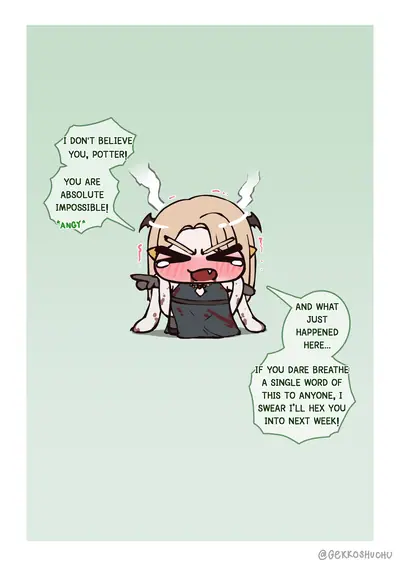 I DON'T BELIEVE
YOU, POTTER!
YOU ARE
ABSOLUTE
IMPOSSIBLE!
*ANGY*
AND WHAT
JUST
HAPPENED
HERE...
IF YOU DARE BREATHE
A SINGLE WORD OF
THIS TO ANYONE, I
SWEAR I'LL HEX YOU
INTO NEXT WEEK!
@GEKKOSHUCHU